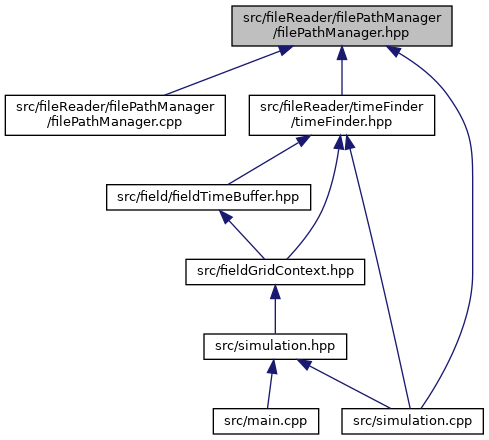 src/fileReader/filePathManager
/filePathManager.hpp
src/fileReader/filePathManager
/filePathManager.cpp
src/fileReader/timeFinder
/timeFinder.hpp
src/field/fieldTimeBuffer.hpp
src/fieldGridContext.hpp
src/simulation.hpp
src/main.cpp
src/simulation.cpp